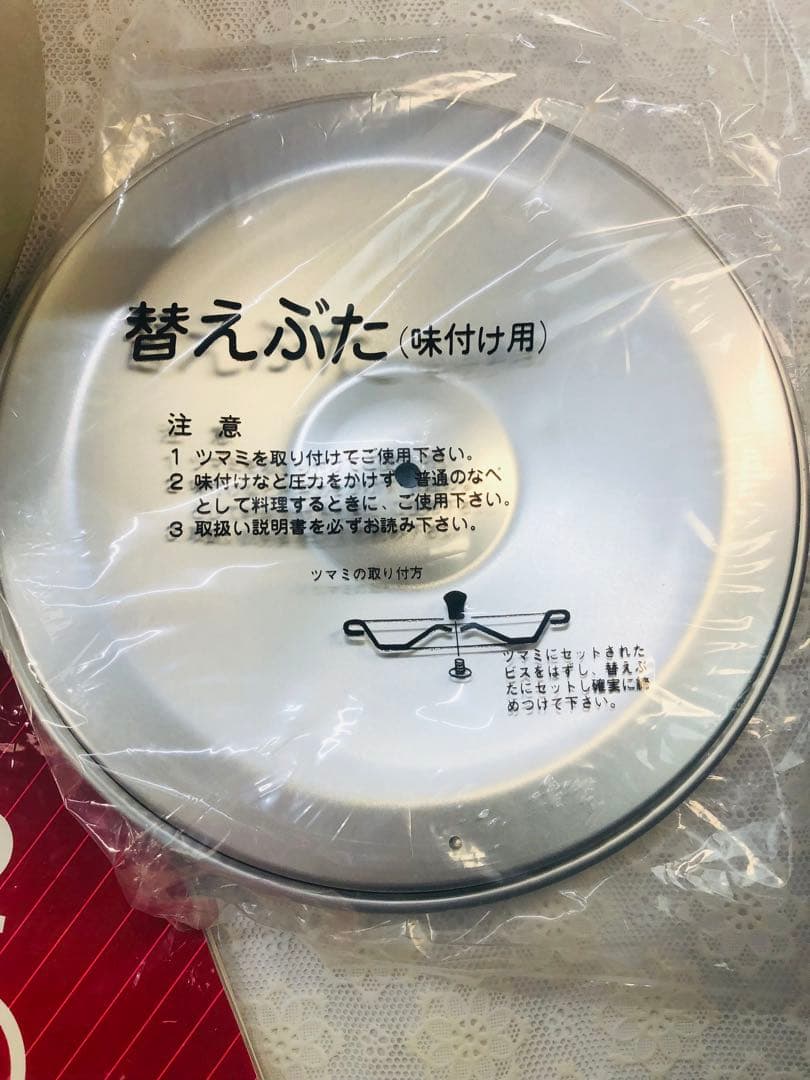 替えぶた(味付け用)
注意
1 ツマミを取り付けてご使用下さい。
2 味付けなど圧力をかけず 普通のなべ
として料理するときに、ご使用下さい。
3 取扱い説明書を必ずお読み下さい。
ツマミの取り付方
ツマミにセットされた
ビスをはずし、替えぶ
たにセットし確実に締
めつけて下さい。